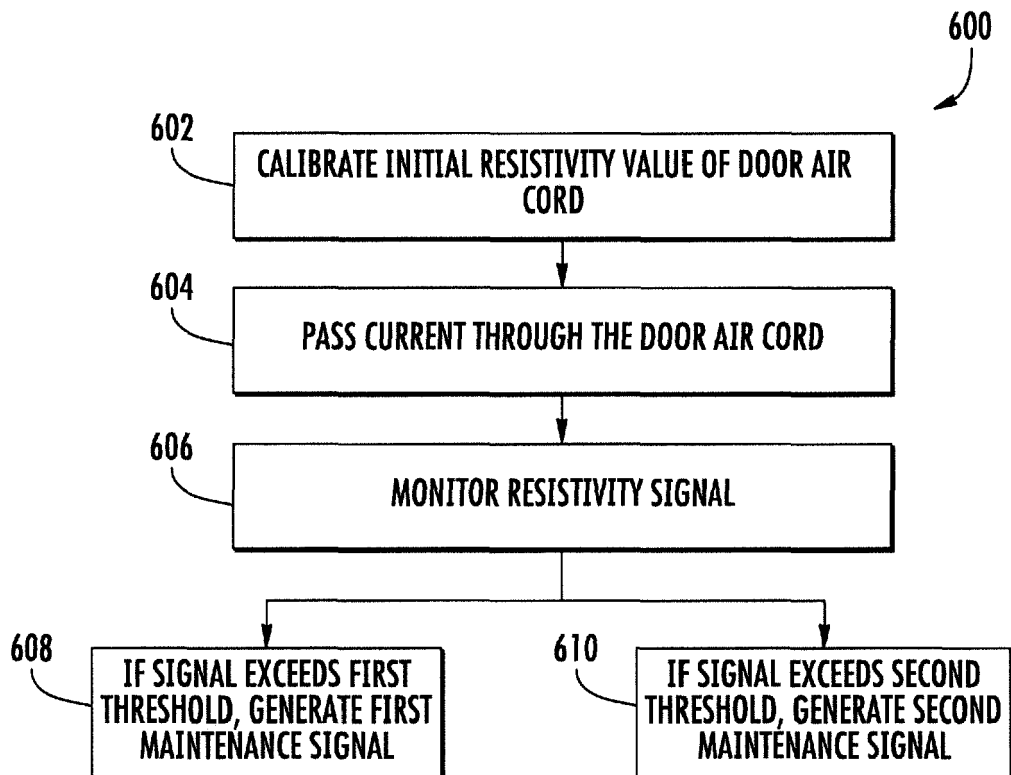 600
602
CALIBRATE INITIAL RESISTIVITY VALUE OF DOOR AIR
CORD
604
PASS CURRENT THROUGH THE DOOR AIR CORD
606
MONITOR RESISTIVITY SIGNAL
608
IF SIGNAL EXCEEDS FIRST
THRESHOLD, GENERATE FIRST
MAINTENANCE SIGNAL
610
IF SIGNAL EXCEEDS SECOND
THRESHOLD, GENERATE SECOND
MAINTENANCE SIGNAL